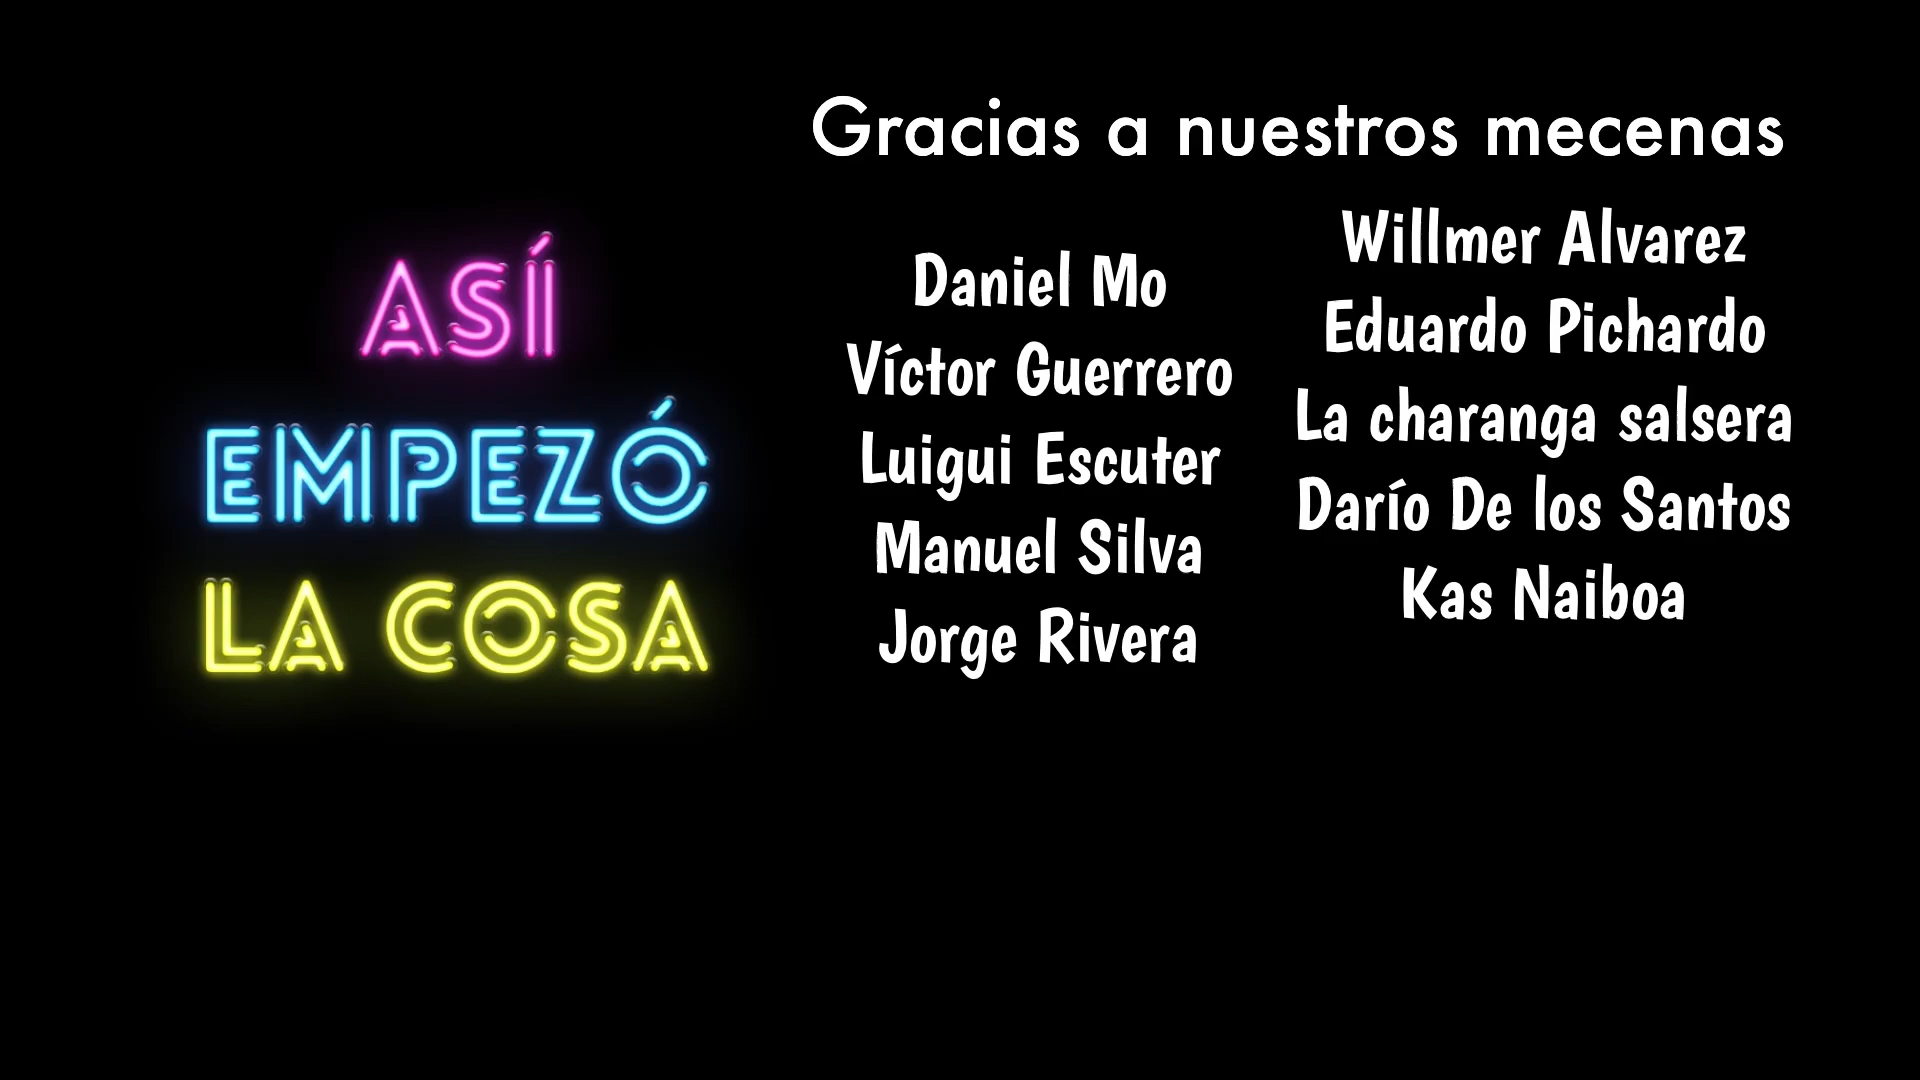 ASÍ
EMPEZÓ
LA COSA
Gracias a nuestros mecenas
Daniel Mo
Víctor Guerrero
Luigui Escuter
Manuel Silva
Jorge Rivera
Willmer Alvarez
Eduardo Pichardo
La charanga salsera
Darío De los Santos
Kas Naiboa